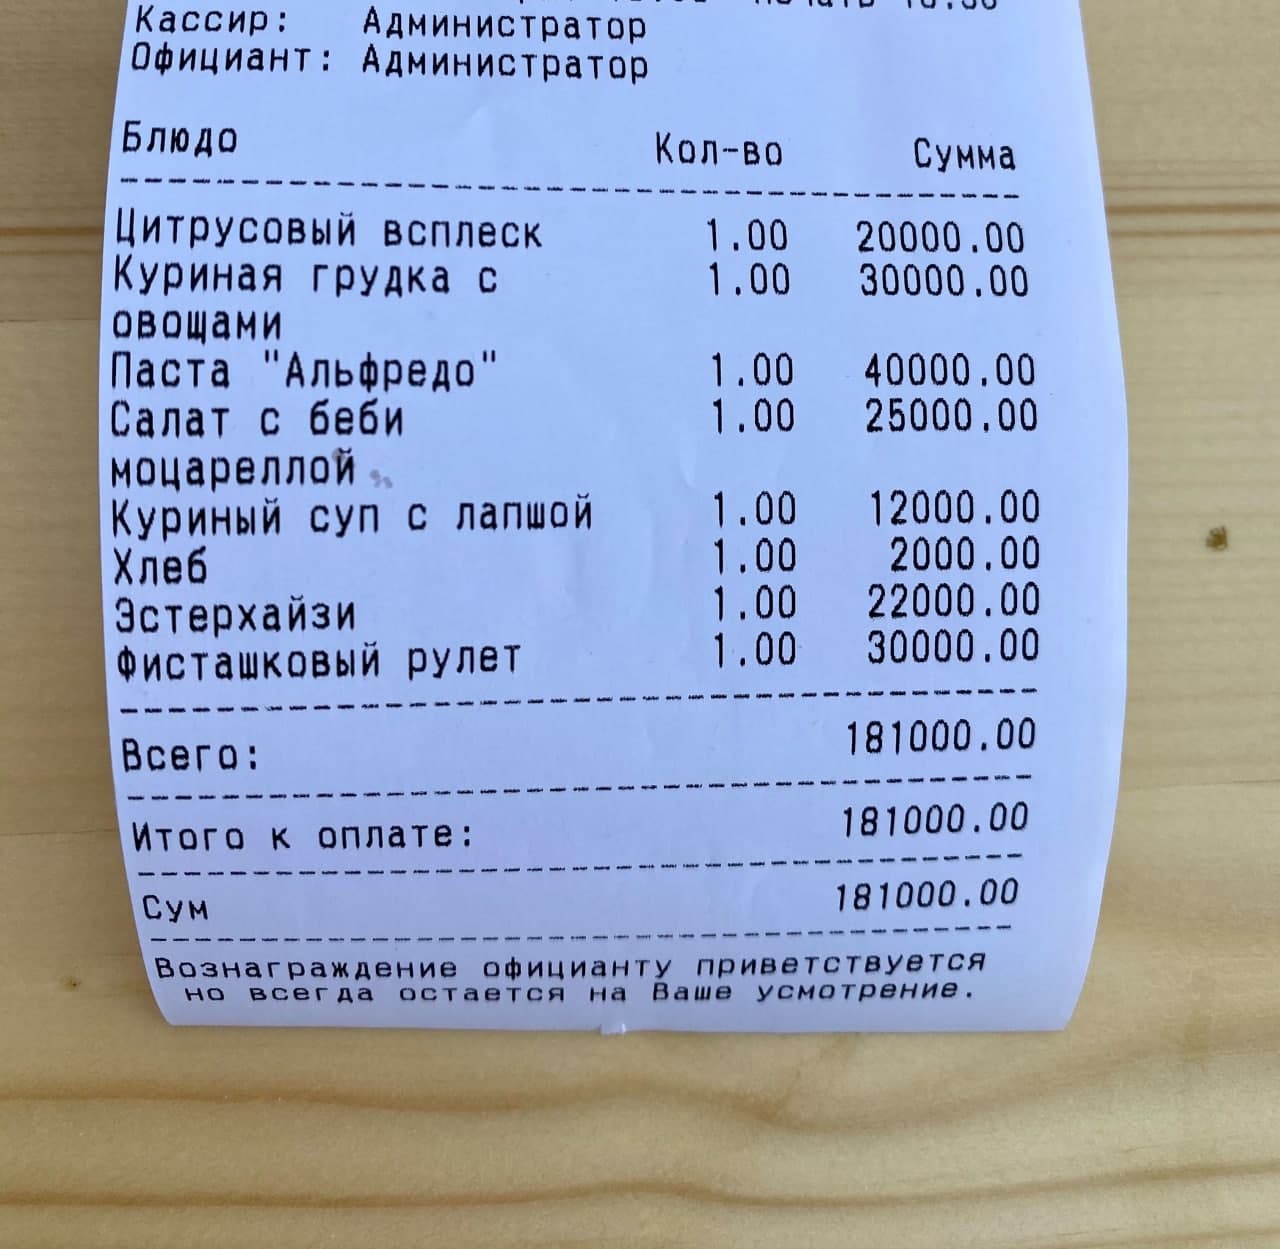 Кассир: Администратор
Официант: Администратор
Блюдо Кол-во Сумма
Цитрусовый всплеск 1.00 20000.00
Куриная грудка с 1.00 30000.00
овощами
Паста "Альфредо" 1.00 40000.00
Салат с беби 1.00 25000.00
моцареллой
Куриный суп с лапшой 1.00 12000.00
Хлеб 1.00 2000.00
Эстерхайзи 1.00 22000.00
Фисташковый рулет 1.00 30000.00
Всего: 181000.00
Итого к оплате: 181000.00
Сум 181000.00
Вознаграждение официанту приветствуется
но всегда остается на Ваше усмотрение.